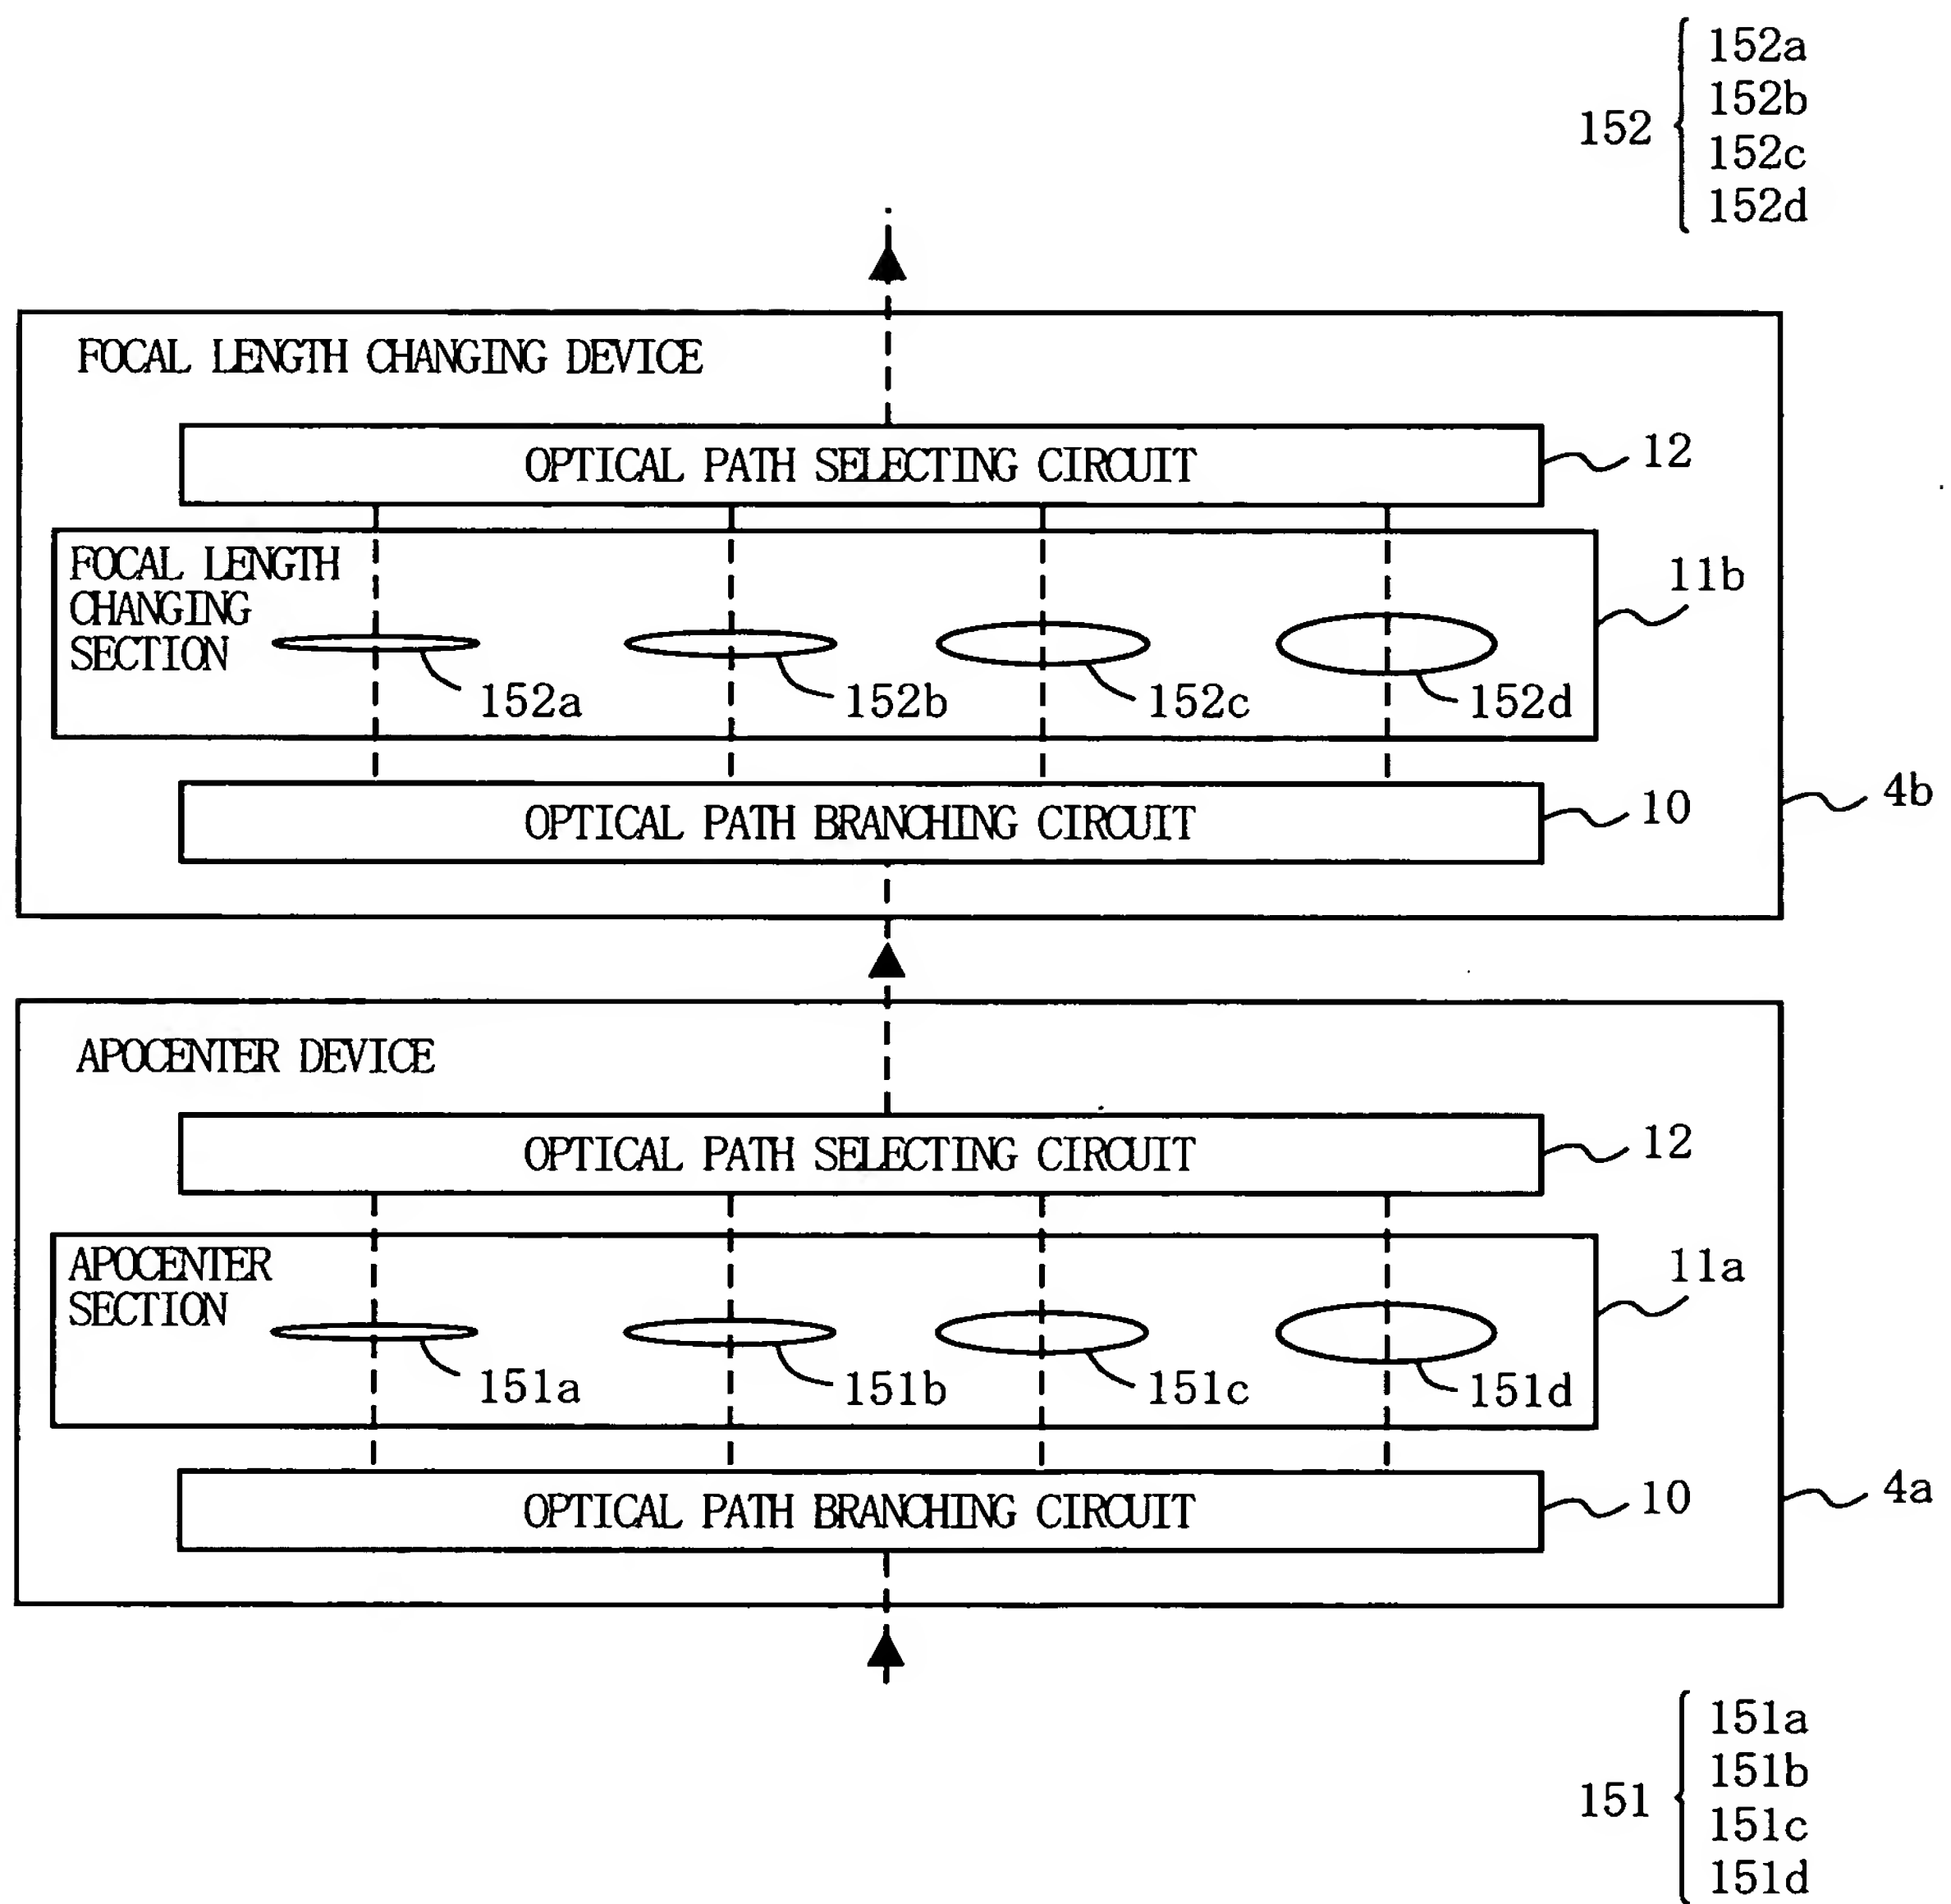 152a
152b
152
152c
152d
FOCAL LENGTH CHANGING DEVICE
OPTICAL PATH SELECTING CIRCUIT
12
FOCAL LENGTH
CHANGING
SECTION
11b
152a
152b
152c
152d
OPTICAL PATH BRANCHING CIRCUIT
10
4b
APOCENTER DEVICE
OPTICAL PATH SELECTING CIRCUIT
12
APOCENTER
SECTION
11a
151a
151b
151c
151d
OPTICAL PATH BRANCHING CIRCUIT
10
4a
151a
151b
151
151c
151d